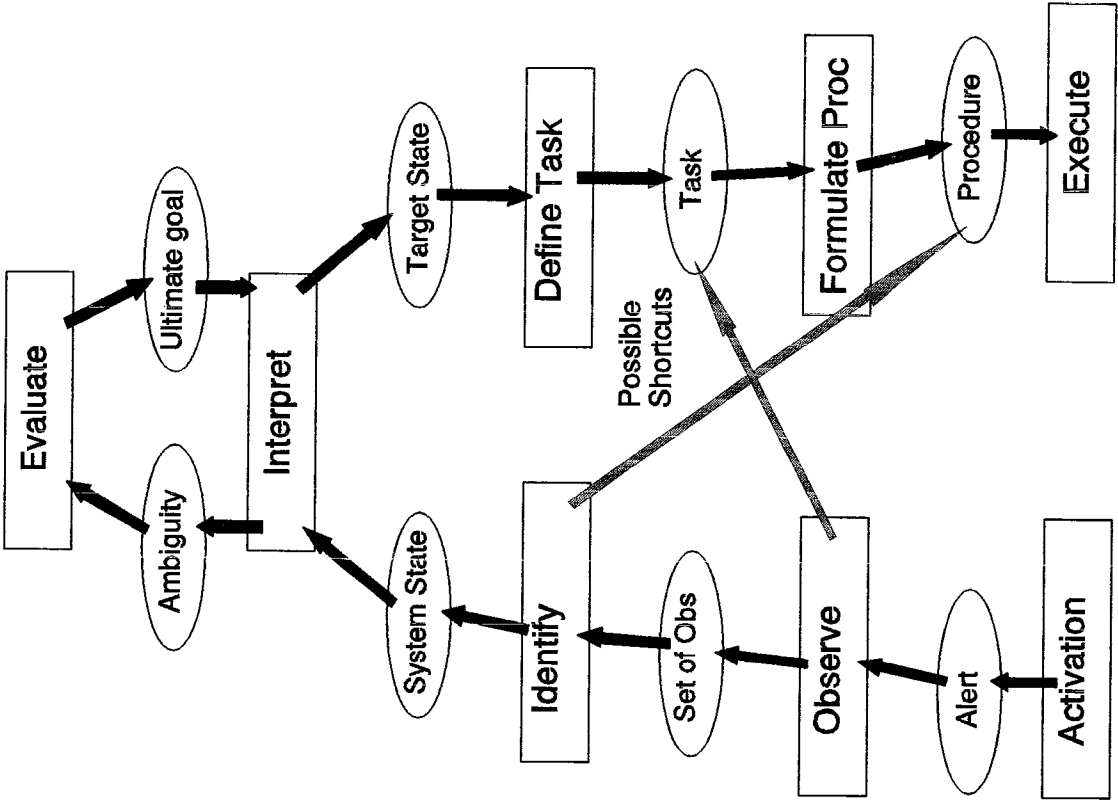 Evaluate
Ambiguity
Ultimate goal
Interpret
System State
Target State
Identify
Define Task
Possible
Shortcuts
Set of Obs
Task
Observe
Formulate Proc
Alert
Procedure
Activation
Execute